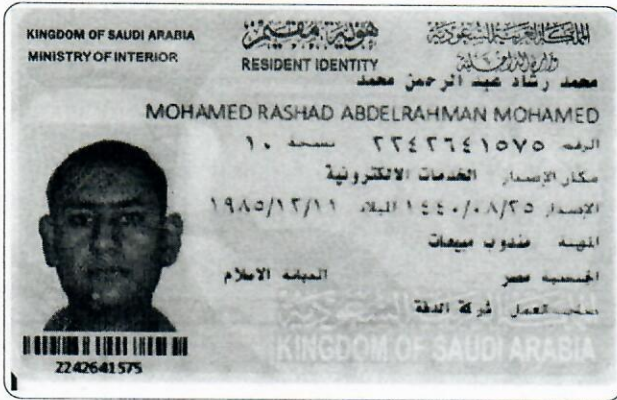 KINGDOM OF SAUDI ARABIA
MINISTRY OF INTERIOR
هوية مقيم
RESIDENT IDENTITY
المملكة العربية السعودية
وزارة الداخلية
محمد رشاد عبد الرحمن محمد
MOHAMED RASHAD ABDELRAHMAN MOHAMED
الرقم ٢٢٤٢٦٤١٥٧٥ نسخة ١٠
مكان الإصدار الخدمات الالكترونية
الإصدار ١٤٤٠/٠٨/٢٥ الميلاد ١٩٨٥/١٢/١١
المهنة مندوب مبيعات
الجنسية مصر الديانة الاسلام
صاحب العمل شركة الدقة
المملكة العربية السعودية
KINGDOM OF SAUDI ARABIA
2242641575